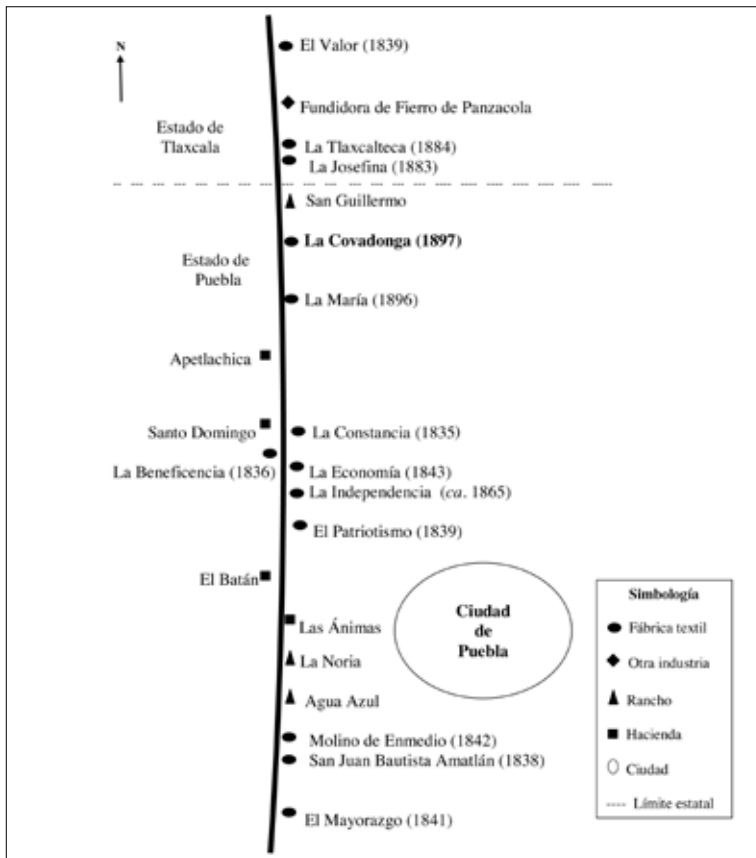 N
El Valor (1839)
Fundidora de Fierro de Panzacola
Estado de
Tlaxcala
La Tlaxcalteca (1884)
La Josefina (1883)
San Guillermo
La Covadonga (1897)
Estado de
Puebla
La María (1896)
Apetlachica
Santo Domingo
La Constancia (1835)
La Beneficencia (1836)
La Economía (1843)
La Independencia (ca. 1865)
El Patriotismo (1839)
El Batán
Las Ánimas
La Noria
Agua Azul
Ciudad
de
Puebla
Molino de Enmedio (1842)
San Juan Bautista Amatlán (1838)
El Mayorazgo (1841)
Simbología
Fábrica textil
Otra industria
Rancho
Hacienda
Ciudad
Límite estatal